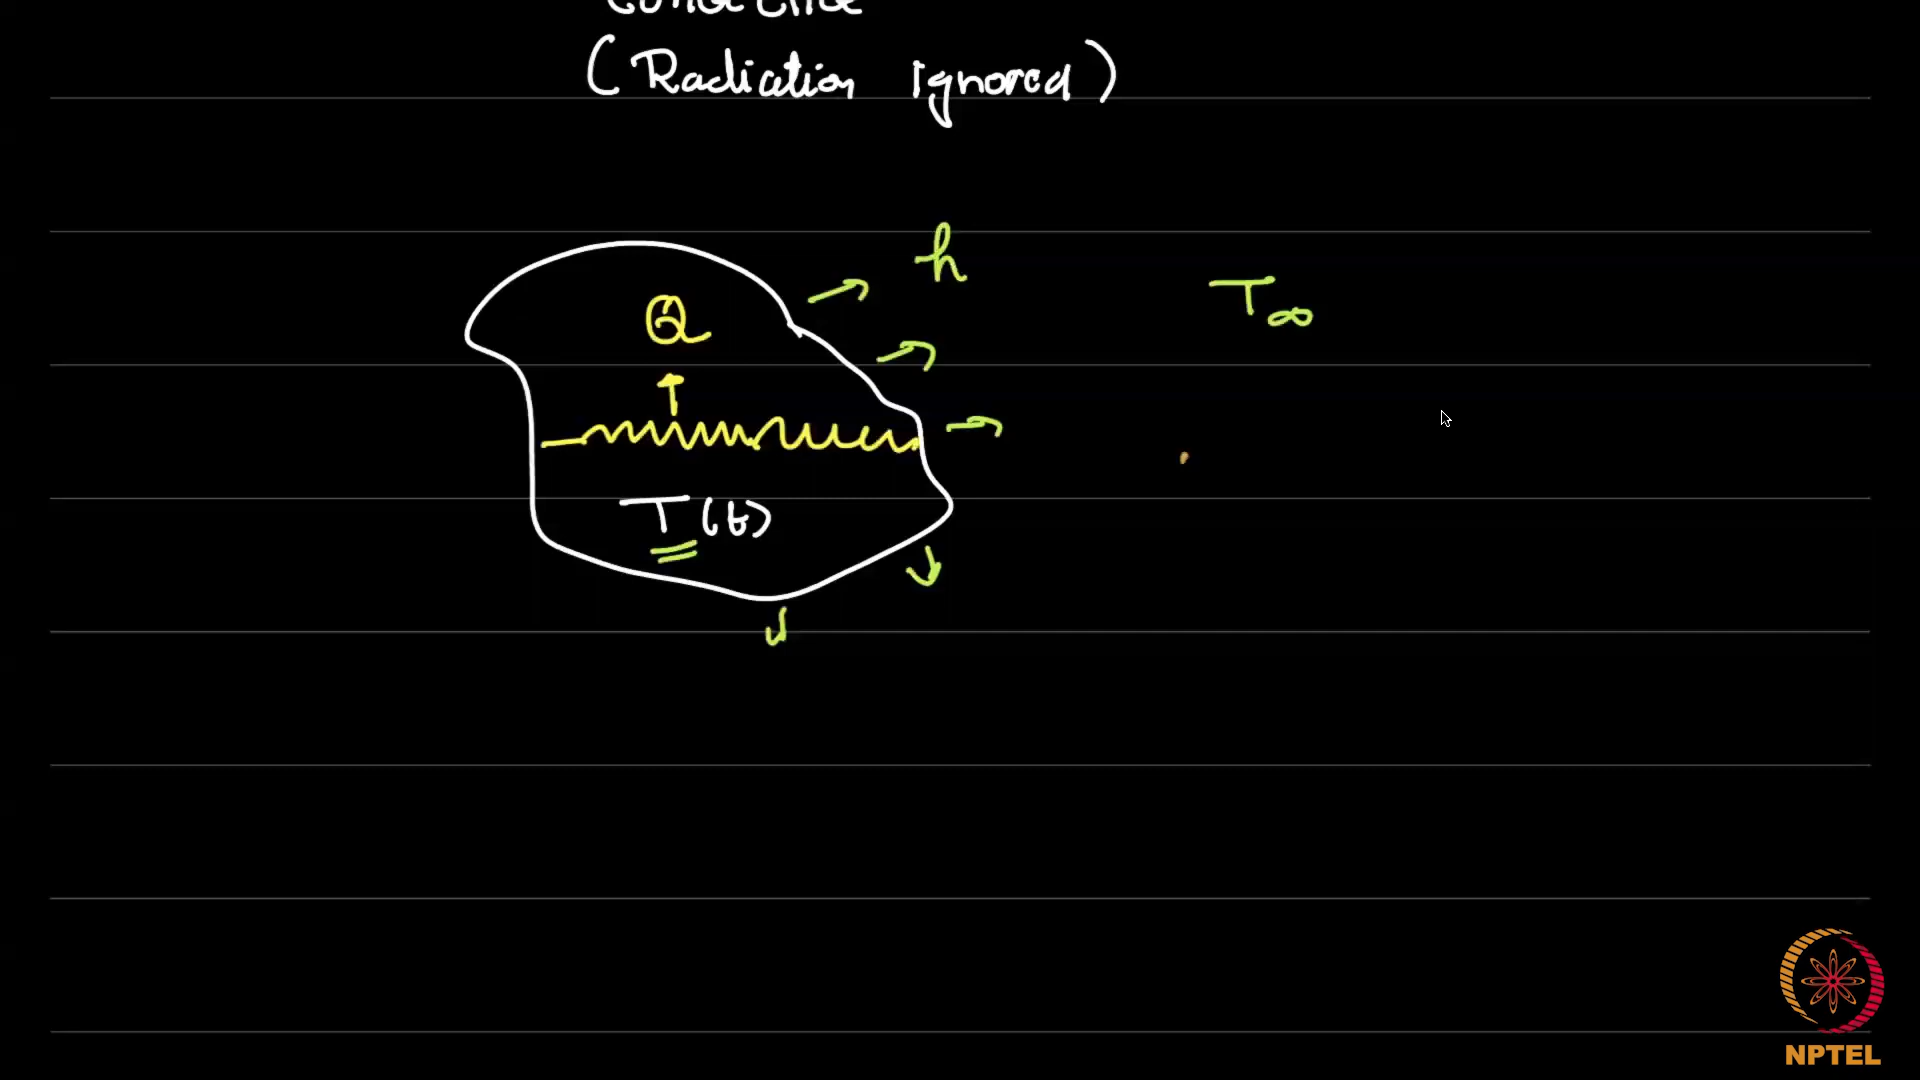 (Radiation ignored)
h
T∞
Q
T(t)
NPTEL